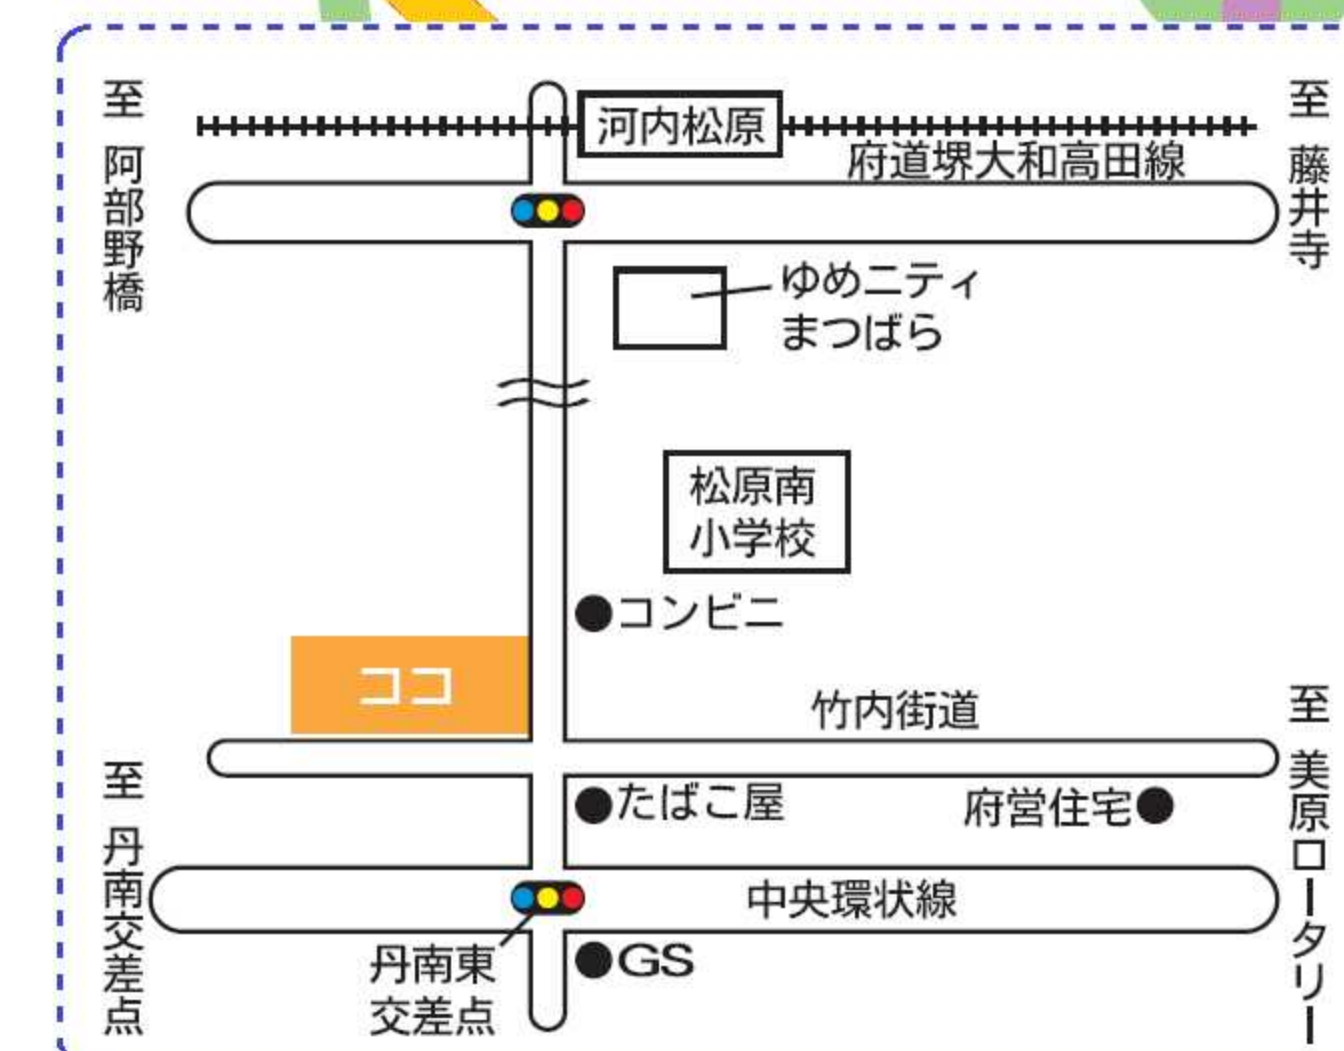 至 阿部野橋
河内松原
至 藤井寺
府道堺大和高田線
ゆめニティ
まつばら
松原南
小学校
コンビニ
ココ
竹内街道
至 美原ロータリー
至 丹南交差点
たばこ屋
府営住宅
中央環状線
丹南東
交差点
GS